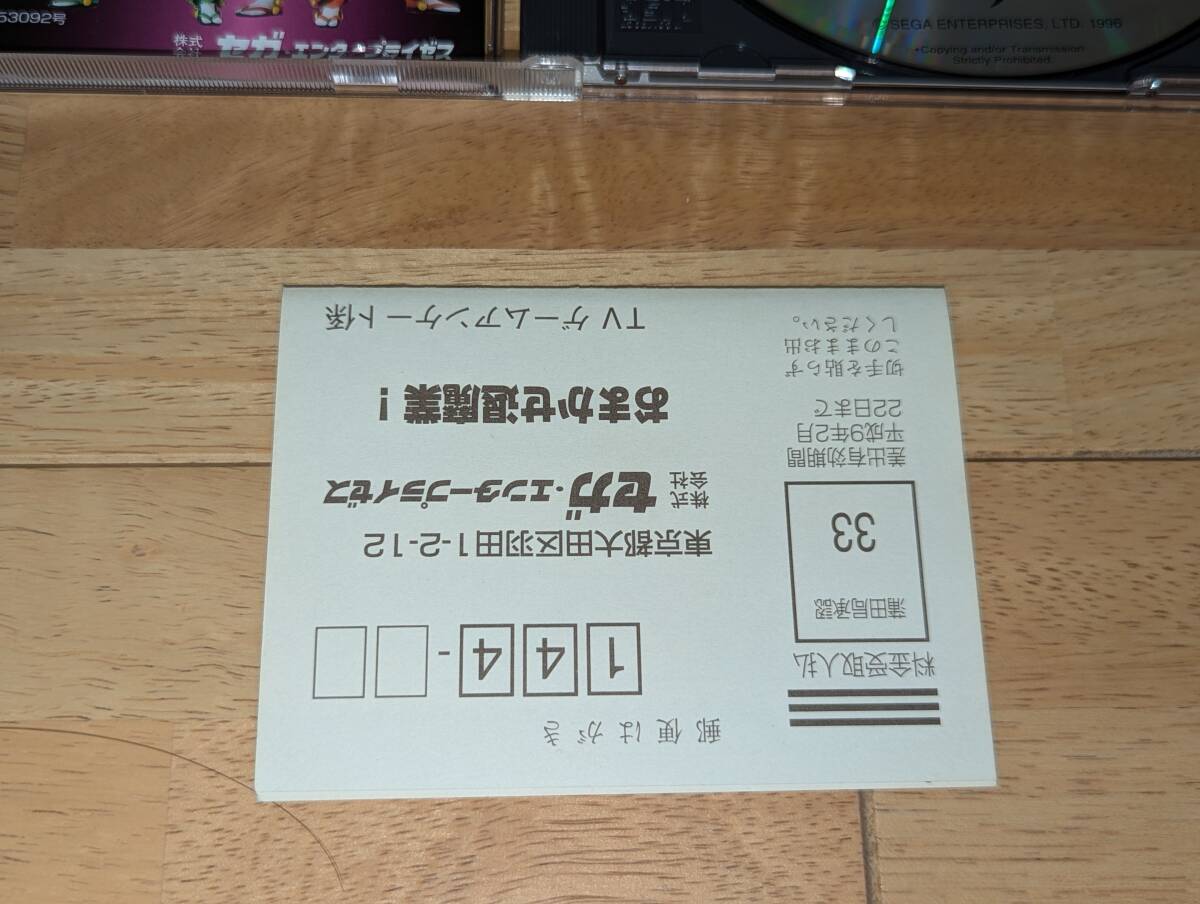 53092号
株式会社 セガ・エンタープライゼス
©SEGA ENTERPRISES, LTD. 1996
•Copying and/or Transmission
Strictly Prohibited.
郵便はがき
料金受取人払
144-
蒲田局承認
33
東京都大田区羽田1-2-12
株式会社 セガ・エンタープライゼス
差出有効期間
平成9年2月
22日まで
おまかせ退魔業!
切手を貼らず
このままお出
しください。
TVゲームアンケート係